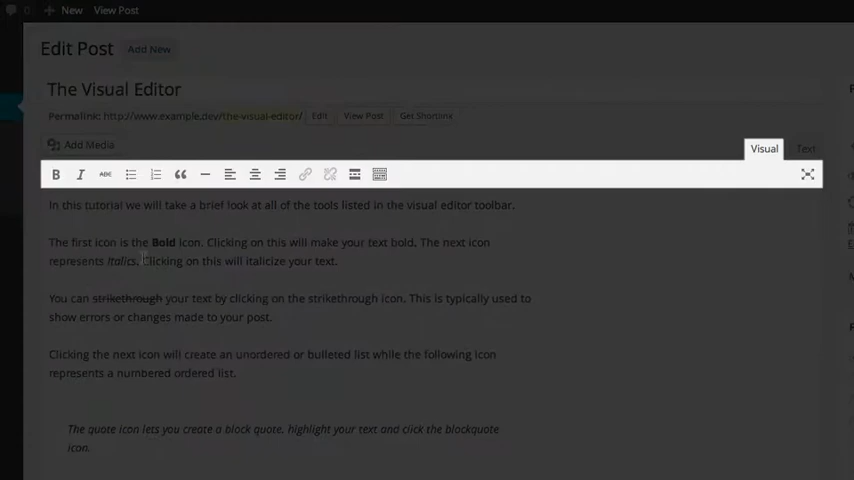 0 New View Post
Edit Post Add New
The Visual Editor
Permalink: http://www.example.dev/the-visual-editor/ Edit View Post Get Shortlink
Add Media
Visual Text
B I ABC
In this tutorial we will take a brief look at all of the tools listed in the visual editor toolbar.
The first icon is the Bold icon. Clicking on this will make your text bold. The next icon
represents Italics. Clicking on this will italicize your text.
You can strikethrough your text by clicking on the strikethrough icon. This is typically used to
show errors or changes made to your post.
Clicking the next icon will create an unordered or bulleted list while the following icon
represents a numbered ordered list.
The quote icon lets you create a block quote. highlight your text and click the blockquote
icon.